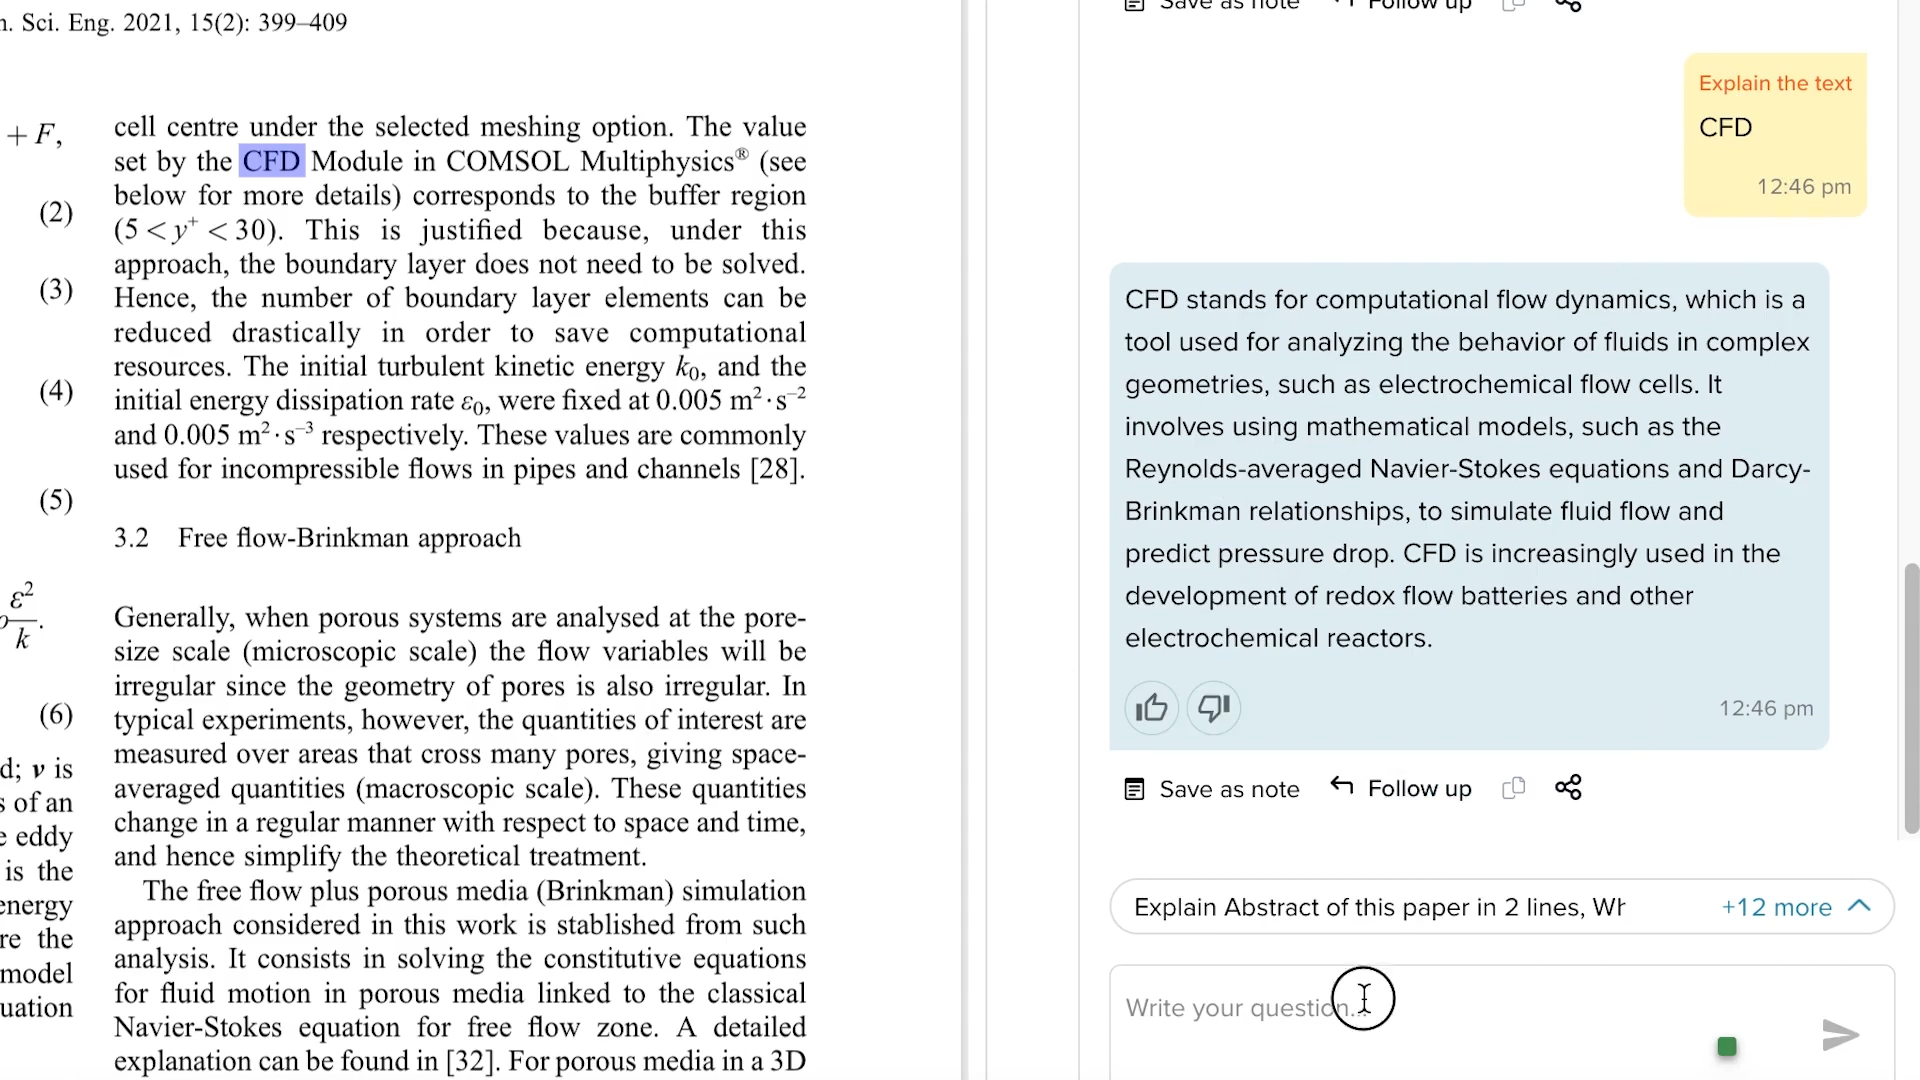 n. Sci. Eng. 2021, 15(2): 399–409
+ F,
(2)
(3)
(4)
(5)
ε²
k
(6)
d; v is
s of an
e eddy
is the
energy
re the
model
uation
cell centre under the selected meshing option. The value
set by the CFD Module in COMSOL Multiphysics® (see
below for more details) corresponds to the buffer region
(5 < y⁺ < 30). This is justified because, under this
approach, the boundary layer does not need to be solved.
Hence, the number of boundary layer elements can be
reduced drastically in order to save computational
resources. The initial turbulent kinetic energy k₀, and the
initial energy dissipation rate ε₀, were fixed at 0.005 m²·s⁻²
and 0.005 m²·s⁻³ respectively. These values are commonly
used for incompressible flows in pipes and channels [28].
3.2 Free flow-Brinkman approach
Generally, when porous systems are analysed at the pore-
size scale (microscopic scale) the flow variables will be
irregular since the geometry of pores is also irregular. In
typical experiments, however, the quantities of interest are
measured over areas that cross many pores, giving space-
averaged quantities (macroscopic scale). These quantities
change in a regular manner with respect to space and time,
and hence simplify the theoretical treatment.
The free flow plus porous media (Brinkman) simulation
approach considered in this work is stablished from such
analysis. It consists in solving the constitutive equations
for fluid motion in porous media linked to the classical
Navier-Stokes equation for free flow zone. A detailed
explanation can be found in [32]. For porous media in a 3D
Save as note Follow up
Explain the text
CFD
12:46 pm
CFD stands for computational flow dynamics, which is a
tool used for analyzing the behavior of fluids in complex
geometries, such as electrochemical flow cells. It
involves using mathematical models, such as the
Reynolds-averaged Navier-Stokes equations and Darcy-
Brinkman relationships, to simulate fluid flow and
predict pressure drop. CFD is increasingly used in the
development of redox flow batteries and other
electrochemical reactors.
12:46 pm
Save as note Follow up
Explain Abstract of this paper in 2 lines, Wh +12 more
Write your question...